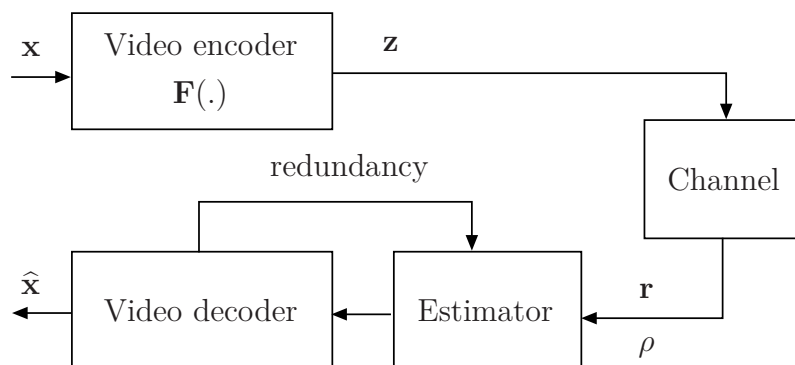 x
Video encoder
F(.)
z
Channel
redundancy
x̂
Video decoder
Estimator
r
ρ